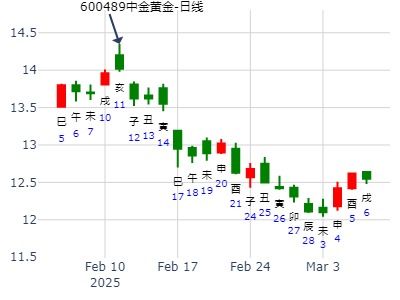 600489中金黄金-日线
14.5
14
13.5
13
12.5
12
11.5
巳
5
午
6
未
7
戌
10
亥
11
子
12
丑
13
寅
14
巳
17
午
18
未
19
申
20
酉
21
子
24
丑
25
寅
26
卯
27
辰
28
未
3
申
4
酉
5
戌
6
Feb 10
2025
Feb 17
Feb 24
Mar 3